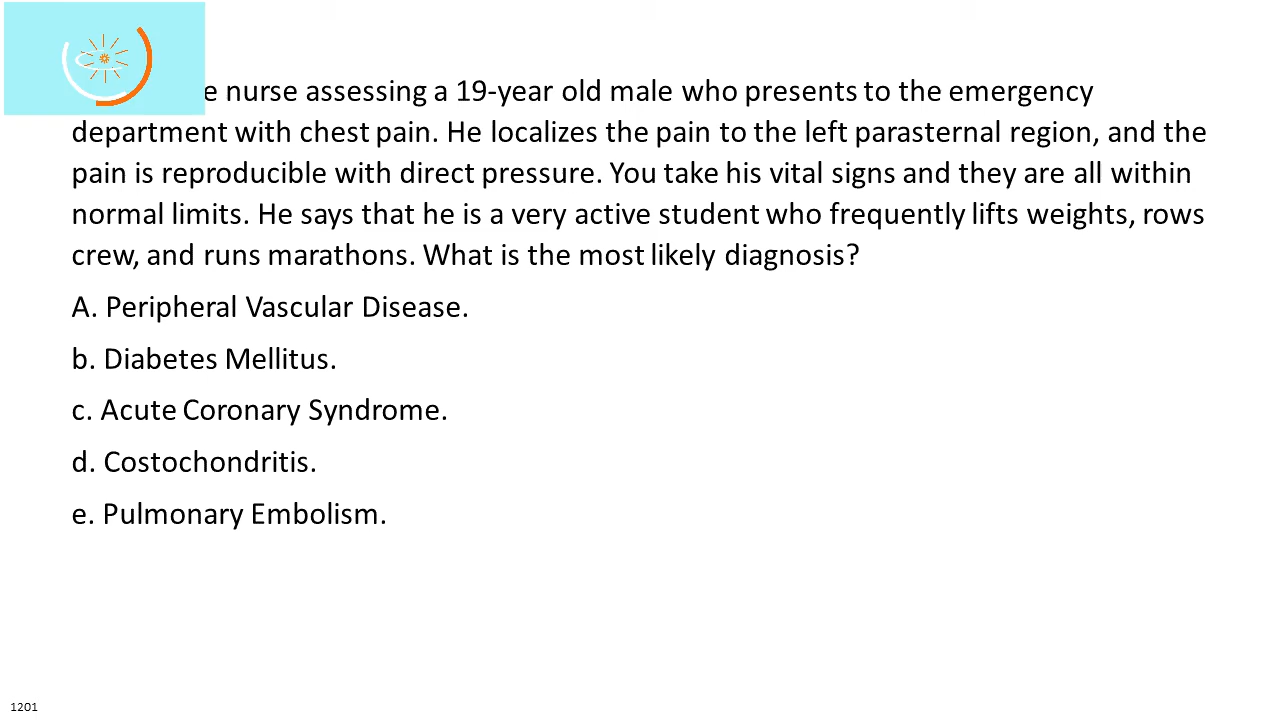 e nurse assessing a 19-year old male who presents to the emergency
department with chest pain. He localizes the pain to the left parasternal region, and the
pain is reproducible with direct pressure. You take his vital signs and they are all within
normal limits. He says that he is a very active student who frequently lifts weights, rows
crew, and runs marathons. What is the most likely diagnosis?
A. Peripheral Vascular Disease.
b. Diabetes Mellitus.
c. Acute Coronary Syndrome.
d. Costochondritis.
e. Pulmonary Embolism.
1201